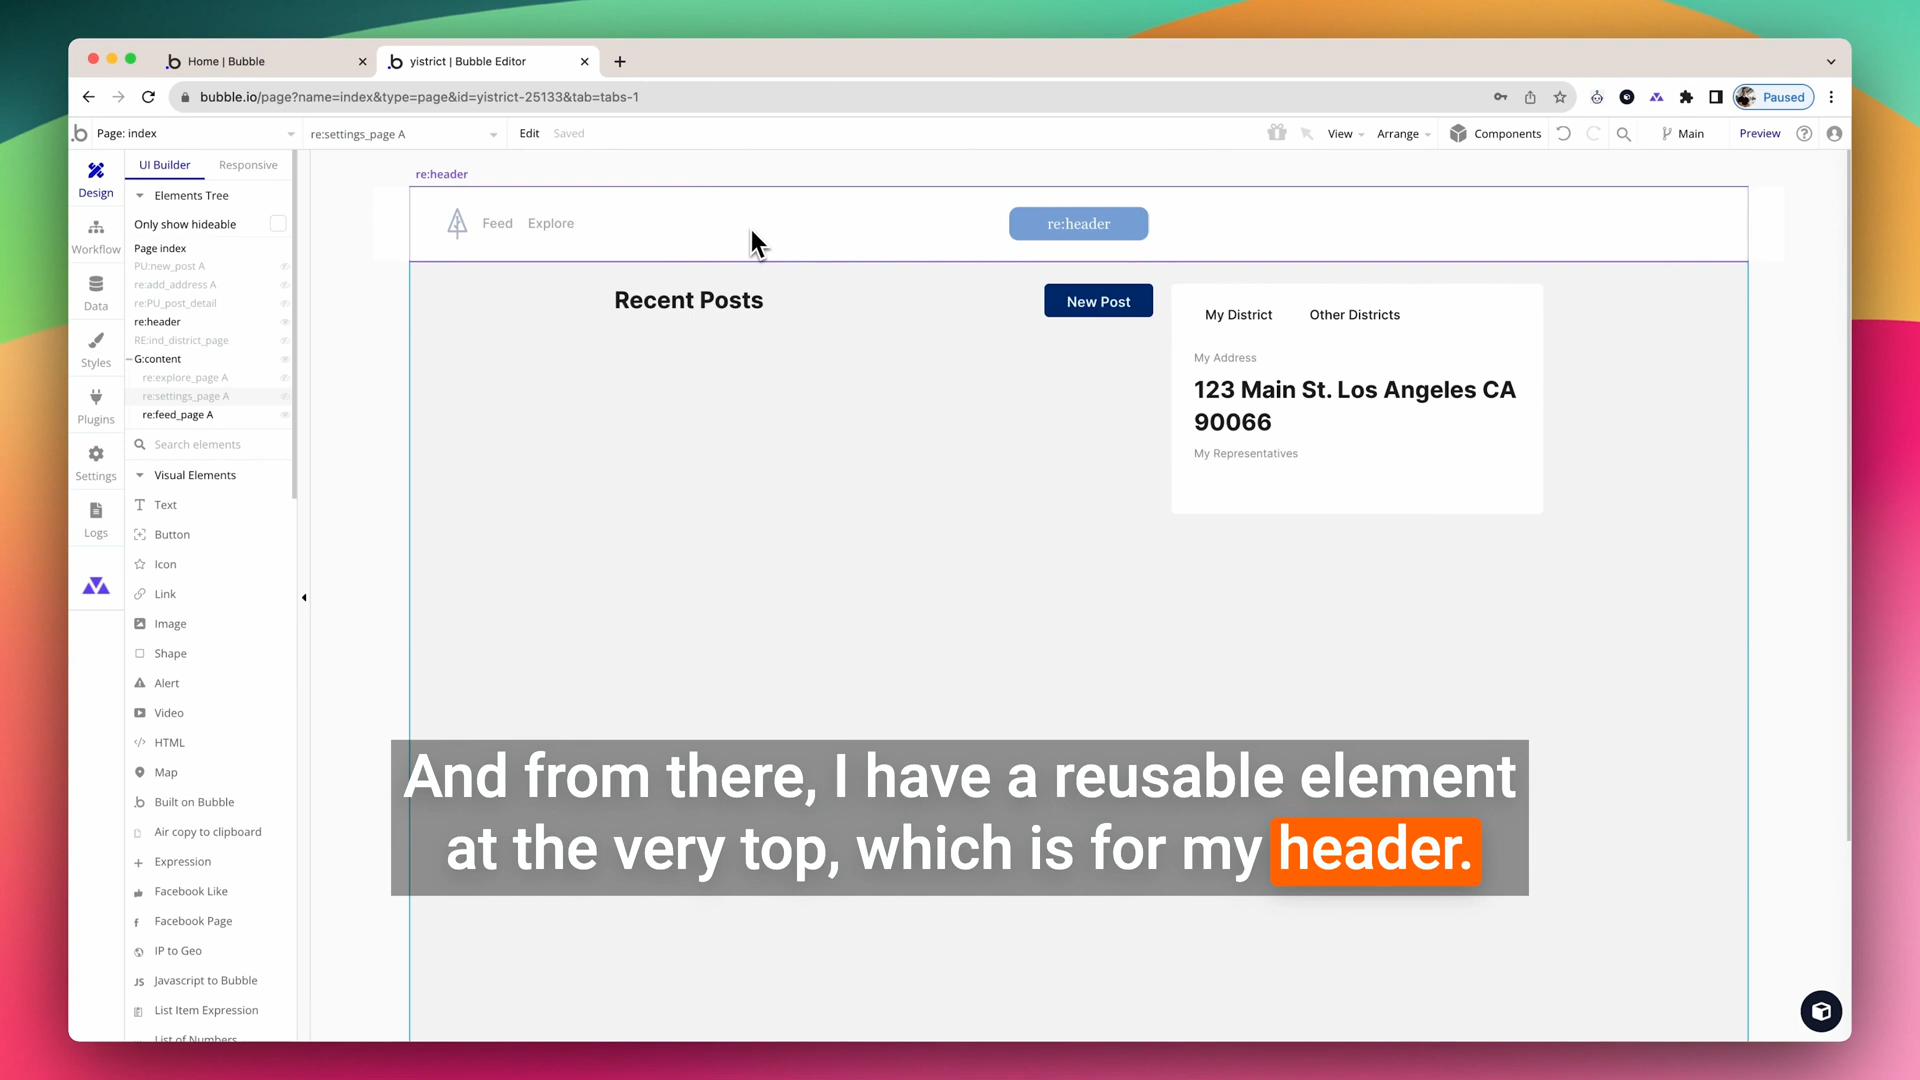 Home | Bubble
yistrict | Bubble Editor
bubble.io/page?name=index&type=page&id=yistrict-25133&tab=tabs-1
Paused
Page: index
re:settings_page A
Edit
Saved
View
Arrange
Components
Main
Preview
Design
Workflow
Data
Styles
Plugins
Settings
Logs
UI Builder
Responsive
Elements Tree
Only show hideable
Page index
PU:new_post A
re:add_address A
re:PU_post_detail
re:header
RE:ind_district_page
G:content
re:explore_page A
re:settings_page A
re:feed_page A
Search elements
Visual Elements
Text
Button
Icon
Link
Image
Shape
Alert
Video
HTML
Map
Built on Bubble
Air copy to clipboard
Expression
Facebook Like
Facebook Page
IP to Geo
JS Javascript to Bubble
List Item Expression
List of Numbers
re:header
Feed
Explore
re:header
Recent Posts
New Post
My District
Other Districts
My Address
123 Main St. Los Angeles CA
90066
My Representatives
And from there, I have a reusable element
at the very top, which is for my header.